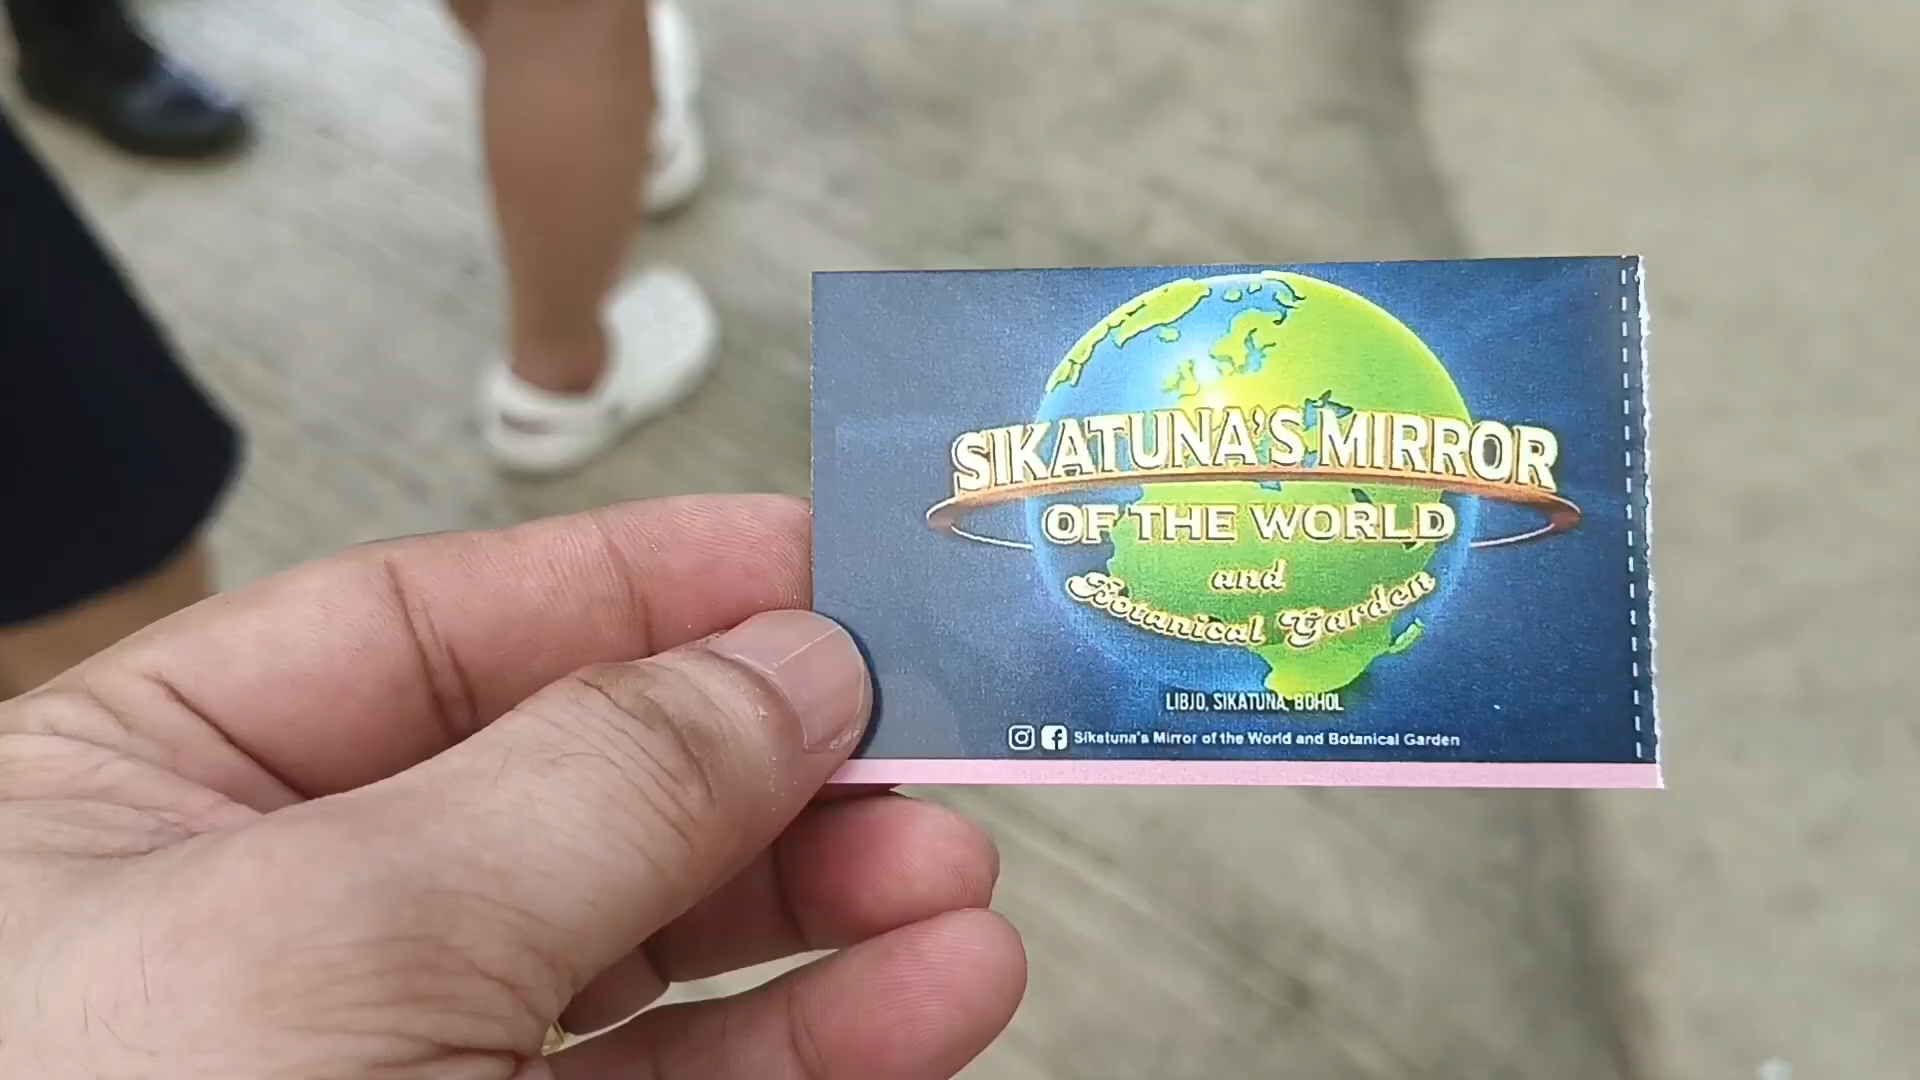 SIKATUNA'S MIRROR
OF THE WORLD
and
Botanical Garden
LIBJO, SIKATUNA, BOHOL
Sikatuna's Mirror of the World and Botanical Garden